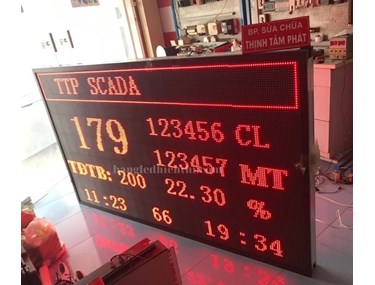 BP. SỬA CHỮA
THỊNH TÂM PHÁT
TTP SCADA
179 123456 CL
123457 MT
TĐTB: 200 22.30 %
11:23 66 19:34